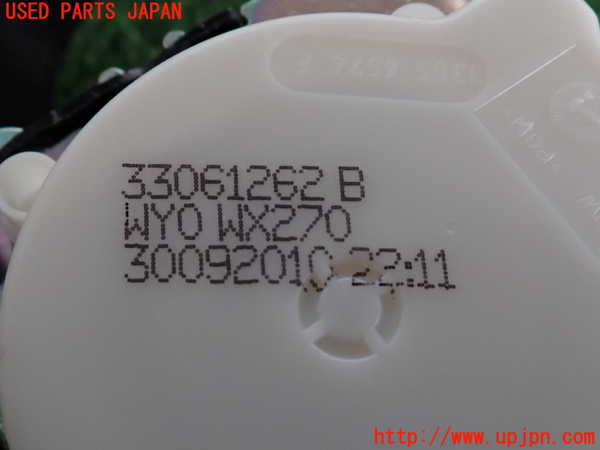 USED PARTS JAPAN
33061262 B
WY0 WX270
30092010 22:11
http://www.upjpn.com/